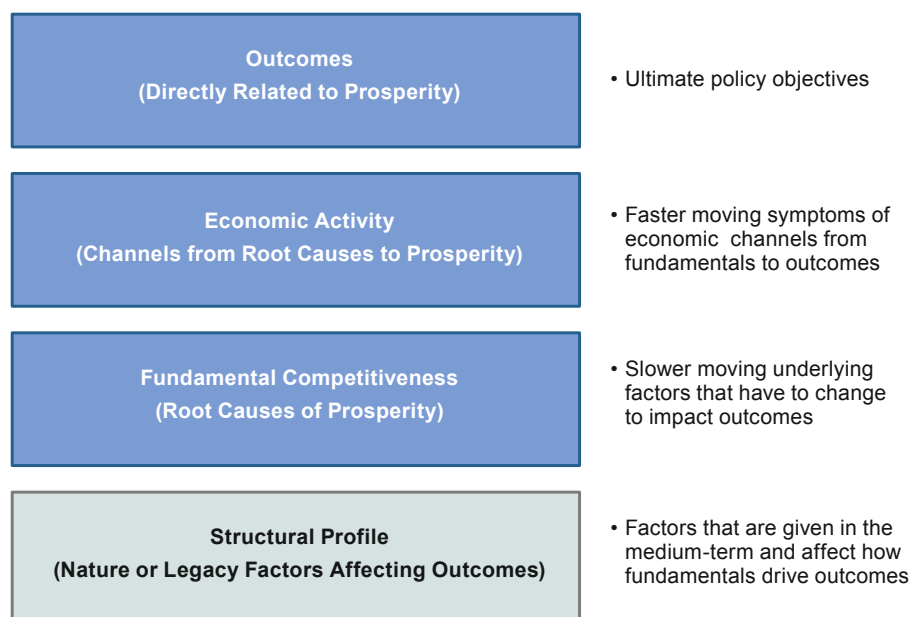 Outcomes
(Directly Related to Prosperity)
• Ultimate policy objectives
Economic Activity
(Channels from Root Causes to Prosperity)
• Faster moving symptoms of
economic channels from
fundamentals to outcomes
Fundamental Competitiveness
(Root Causes of Prosperity)
• Slower moving underlying
factors that have to change
to impact outcomes
Structural Profile
(Nature or Legacy Factors Affecting Outcomes)
• Factors that are given in the
medium-term and affect how
fundamentals drive outcomes